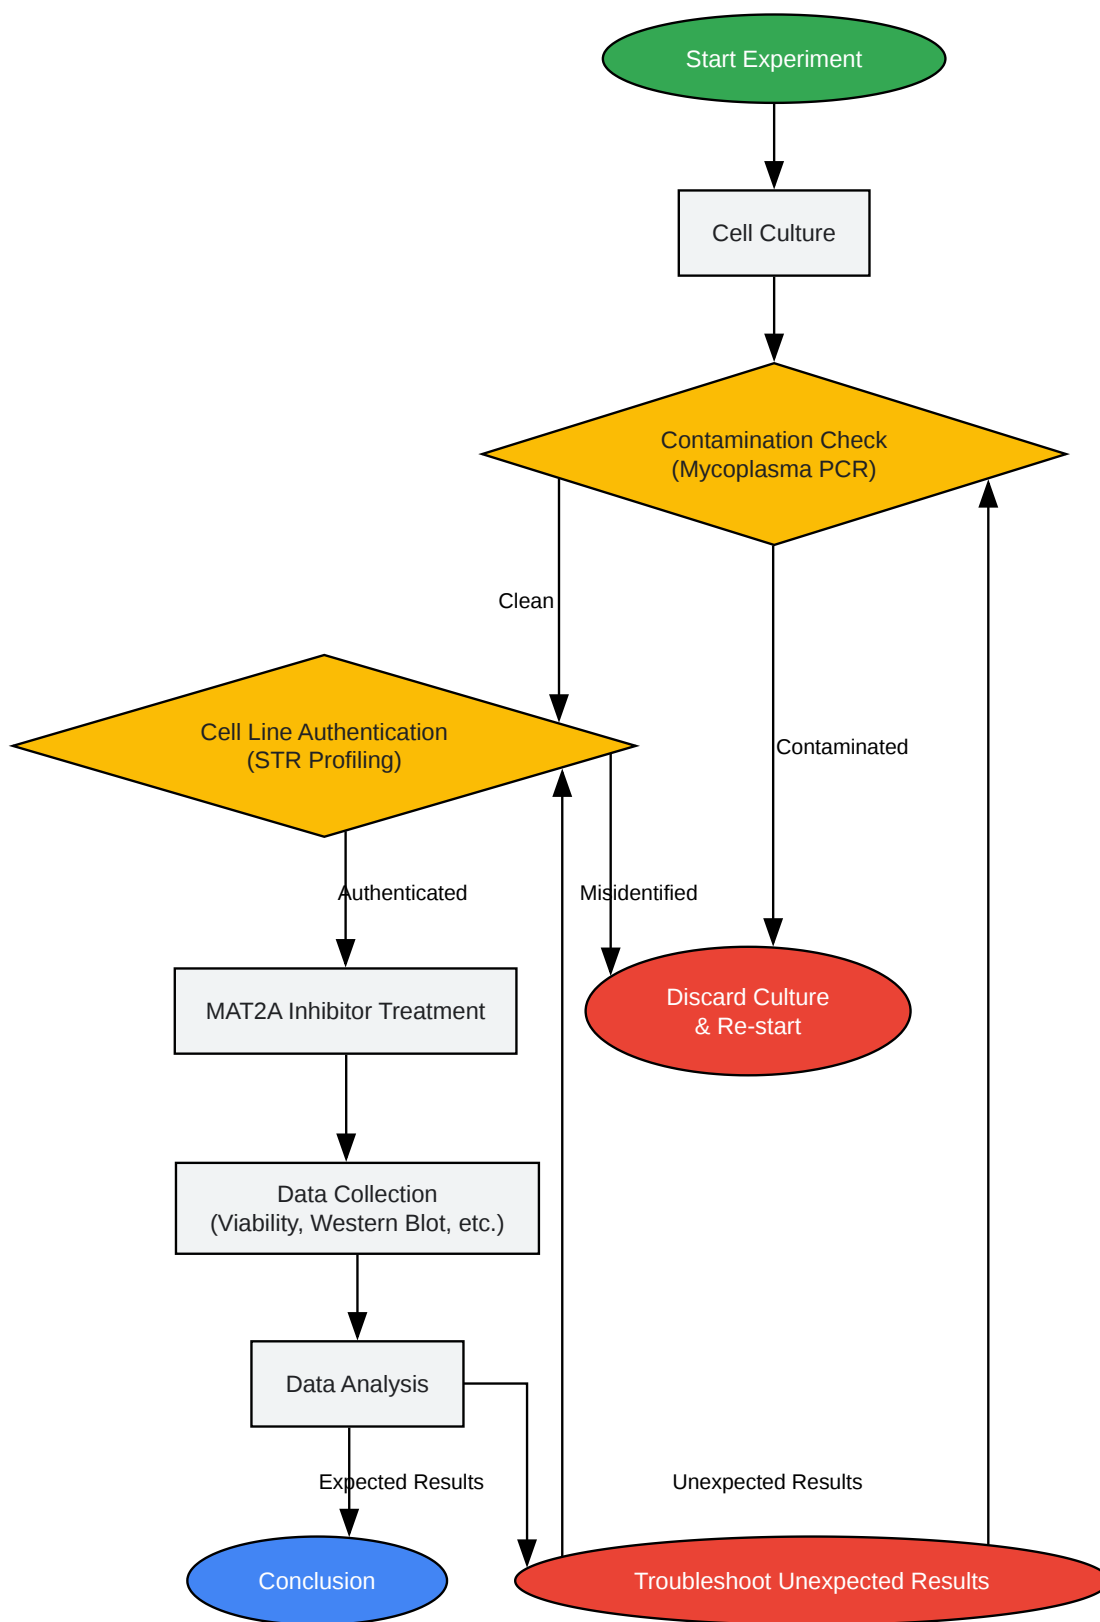 Start Experiment
Cell Culture
Contamination Check
(Mycoplasma PCR)
Clean
Cell Line Authentication
(STR Profiling)
Contaminated
Authenticated
Misidentified
MAT2A Inhibitor Treatment
Discard Culture
& Re-start
Data Collection
(Viability, Western Blot, etc.)
Data Analysis
Expected Results
Unexpected Results
Conclusion
Troubleshoot Unexpected Results